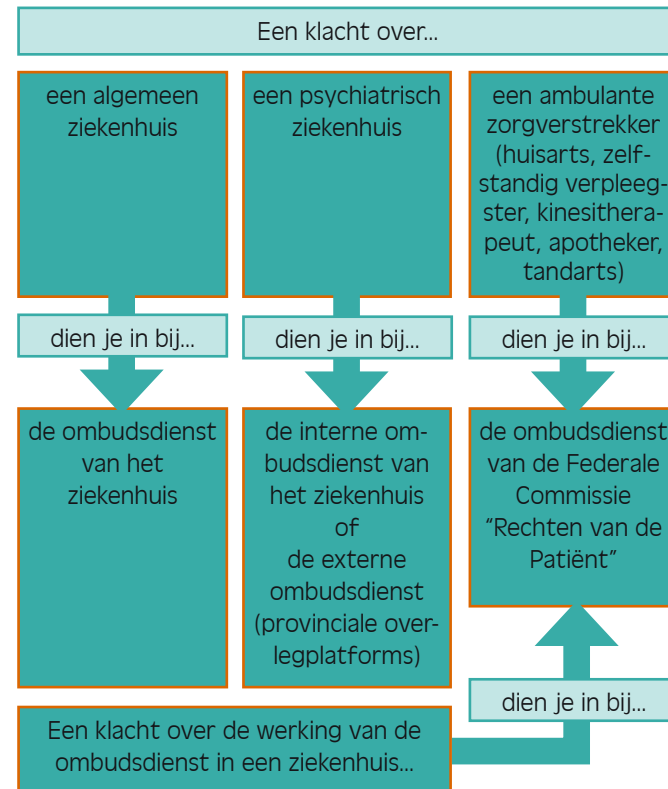 Een klacht over...
een algemeen
ziekenhuis
een psychiatrisch
ziekenhuis
een ambulante
zorgverstrekker
(huisarts, zelf-
standig verpleeg-
ster, kinesithera-
peut, apotheker,
tandarts)
dien je in bij...
dien je in bij...
dien je in bij...
de ombudsdienst
van het
ziekenhuis
de interne om-
budsdienst van
het ziekenhuis
of
de externe
ombudsdienst
(provinciale over-
legplatforms)
de ombudsdienst
van de Federale
Commissie
“Rechten van de
Patiënt”
dien je in bij...
Een klacht over de werking van de
ombudsdienst in een ziekenhuis...